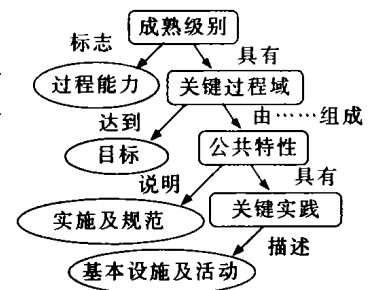 成熟级别
标志
具有
过程能力
关键过程域
达到
由……组成
目标
公共特性
说明
具有
实施及规范
关键实践
描述
基本设施及活动